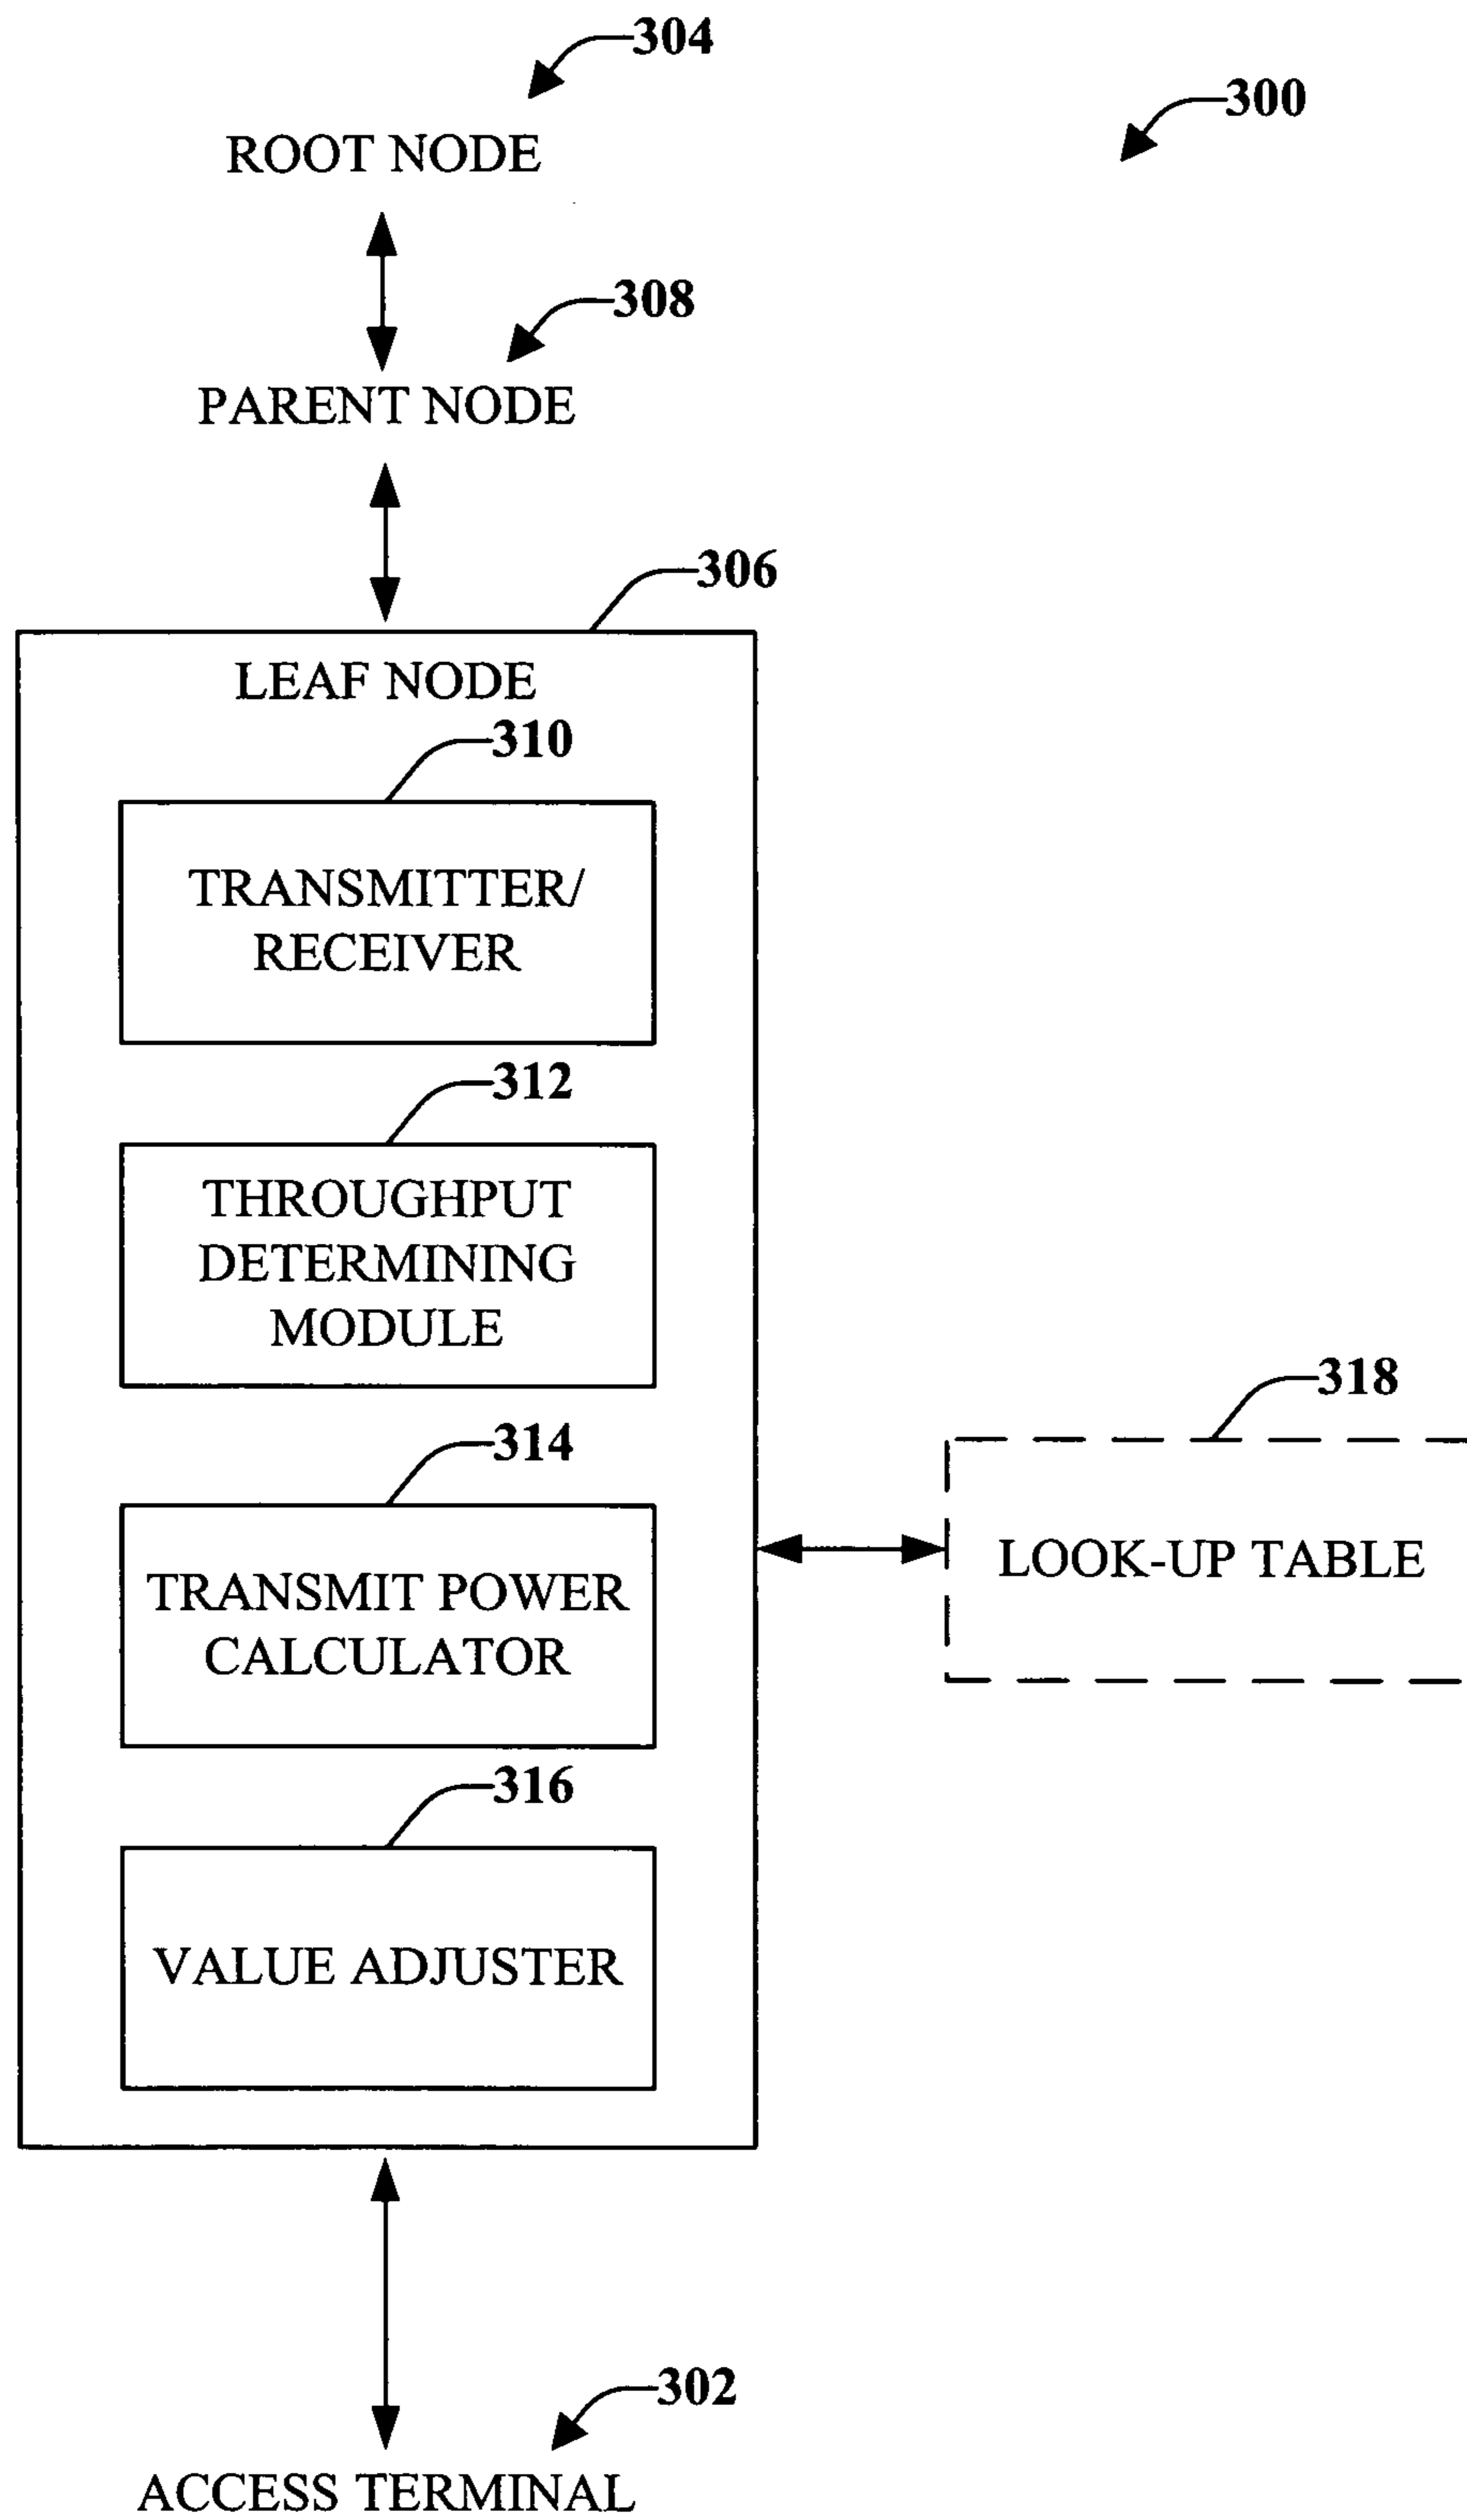 304
300
ROOT NODE
308
PARENT NODE
306
LEAF NODE
310
TRANSMITTER/
RECEIVER
312
THROUGHPUT
DETERMINING
MODULE
318
314
LOOK-UP TABLE
TRANSMIT POWER
CALCULATOR
316
VALUE ADJUSTER
302
ACCESS TERMINAL